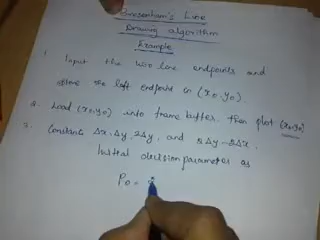 Bresenham's Line
Drawing algorithm
Example
1. Input the two line endpoints and
store the left endpoint in (x0,y0).
2. Load (x0,y0) into frame buffer. Then plot (x0,y0)
3. Constants Δx, Δy, 2Δy, and 2Δy-2Δx.
Initial decision parameter as
P0 =